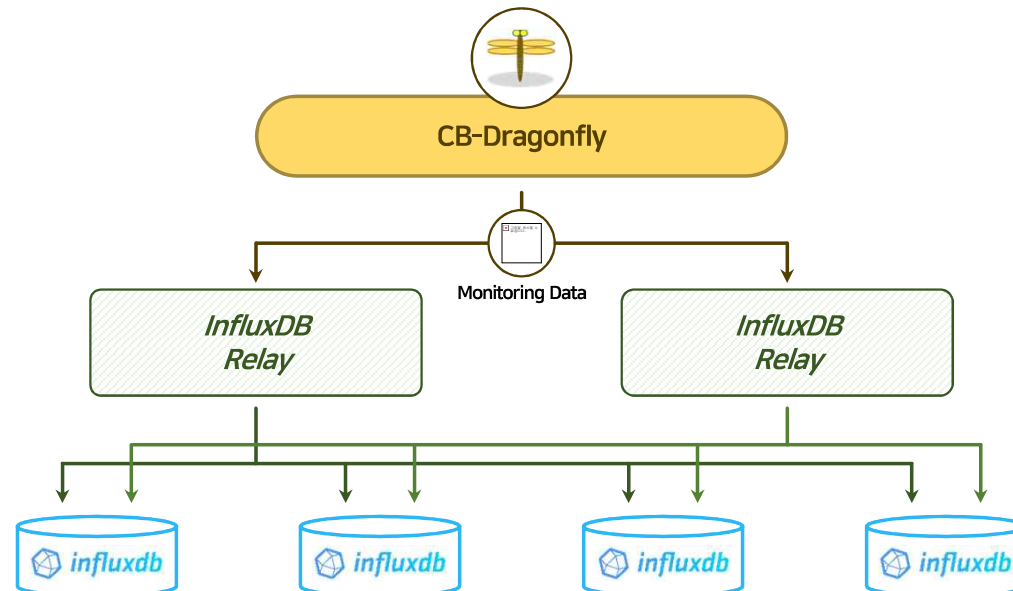 CB-Dragonfly
Monitoring Data
InfluxDB
Relay
InfluxDB
Relay
influxdb
influxdb
influxdb
influxdb